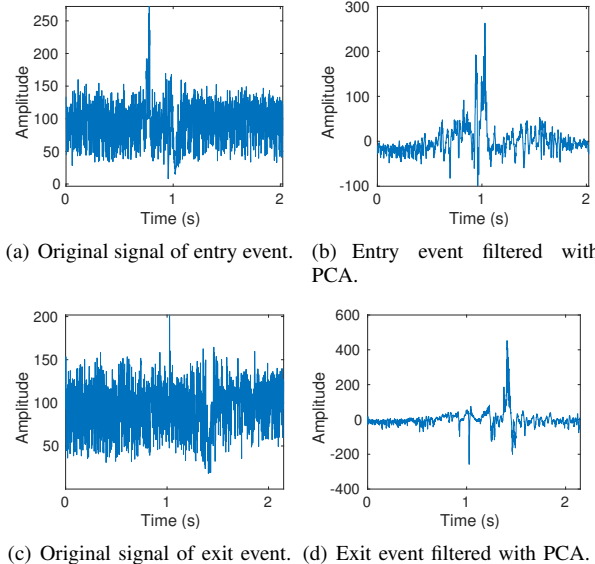 250
200
150
100
50
0
Amplitude
0
1
2
Time (s)
300
200
100
0
-100
Amplitude
0
1
2
Time (s)
(a) Original signal of entry event.
(b) Entry event filtered with
PCA.
200
150
100
50
Amplitude
0
1
2
Time (s)
600
400
200
0
-200
-400
Amplitude
0
1
2
Time (s)
(c) Original signal of exit event.
(d) Exit event filtered with PCA.